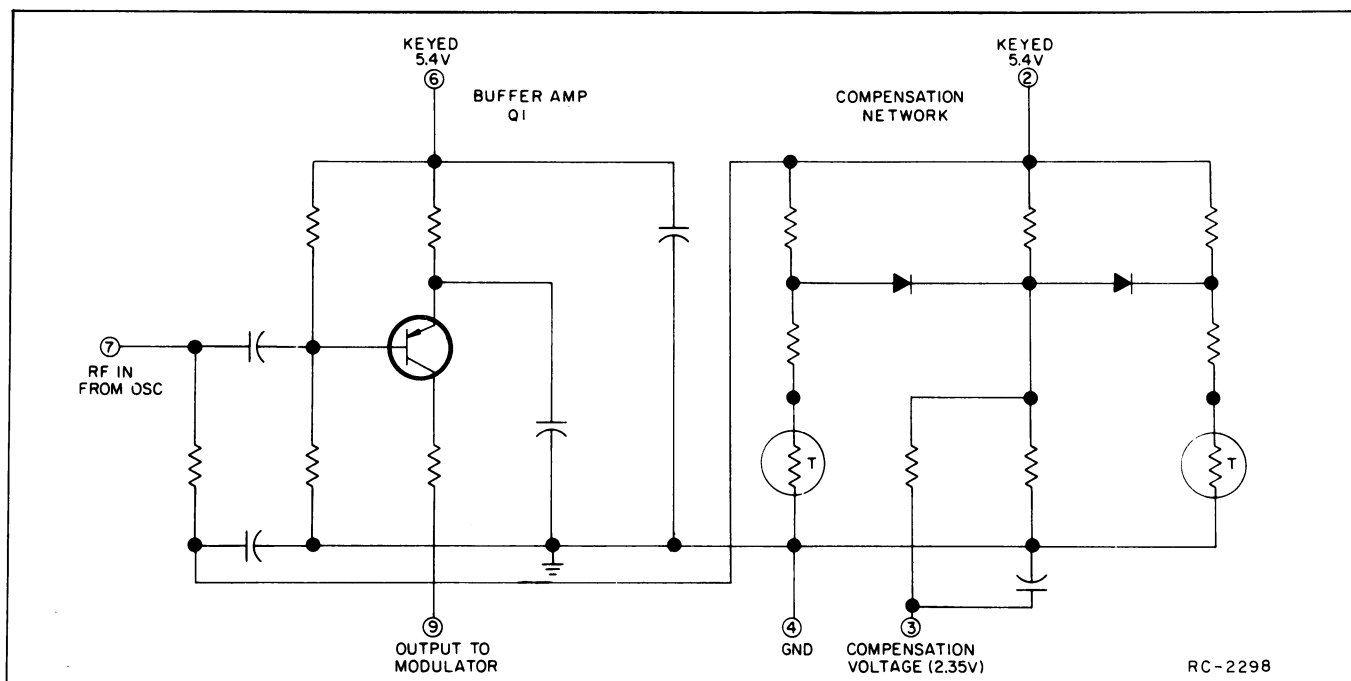 KEYED
5.4V
6
BUFFER AMP
Q1
COMPENSATION
NETWORK
KEYED
5.4V
2
7
RF IN
FROM OSC
T
T
9
OUTPUT TO
MODULATOR
4
GND
3
COMPENSATION
VOLTAGE (2.35V)
RC-2298